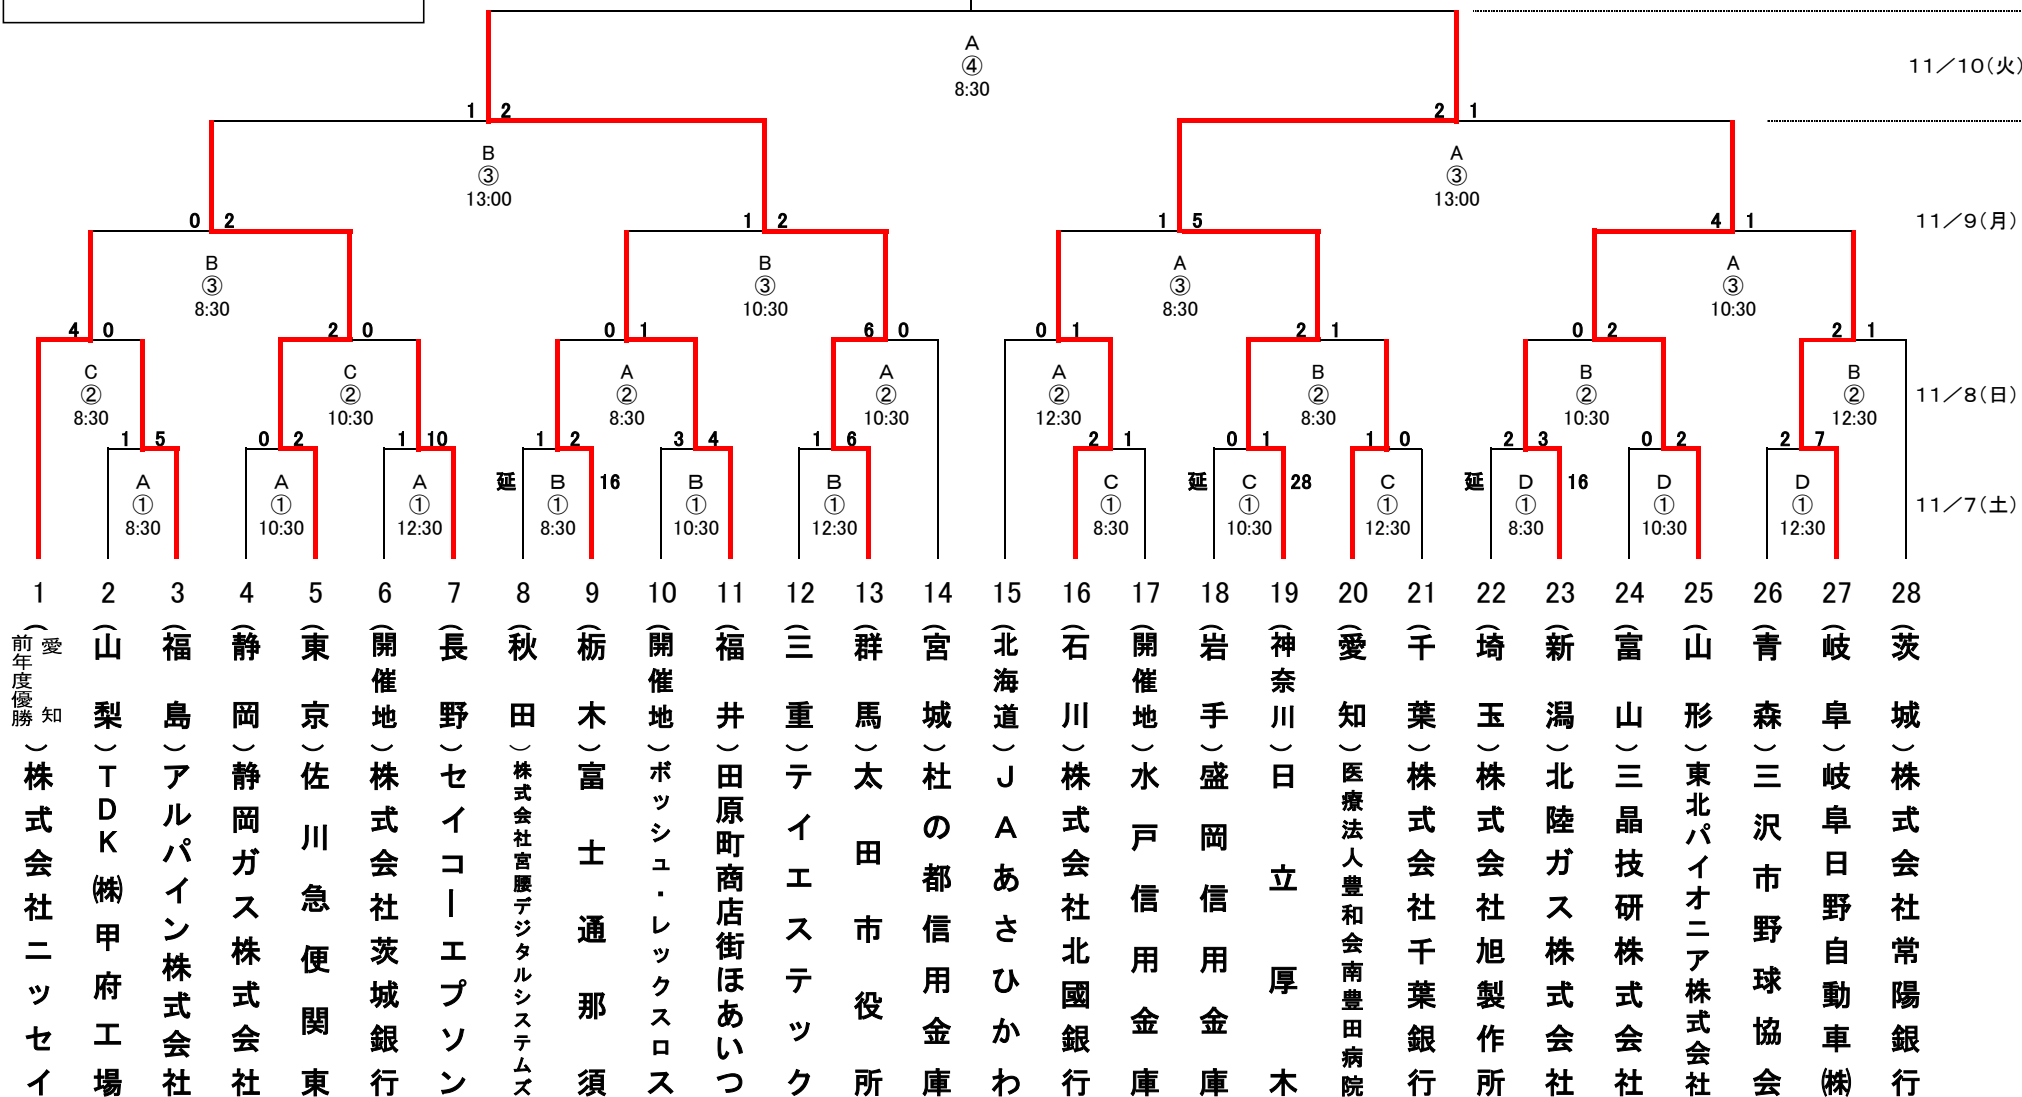 A
④
8:30
11／10(火)
1 2
2 1
B
③
13:00
A
③
13:00
0 2
1 2
1 5
4 1
11／9(月)
B
③
8:30
B
③
10:30
A
③
8:30
A
③
10:30
4 0
2 0
0 1
6 0
0 1
2 1
0 2
2 1
C
②
8:30
C
②
10:30
A
②
8:30
A
②
10:30
A
②
12:30
B
②
8:30
B
②
10:30
B
②
12:30
11／8(日)
1 5
0 2
1 10
1 2
3 4
1 6
2 1
0 1
1 0
2 3
0 2
2 7
A
①
8:30
A
①
10:30
A
①
12:30
延
B
①
8:30
16
B
①
10:30
B
①
12:30
C
①
8:30
延
C
①
10:30
28
C
①
12:30
延
D
①
8:30
16
D
①
10:30
D
①
12:30
11／7(土)
1
(愛知
前年度優勝)
株式会社ニッセイ
2
(山梨)TDK㈱甲府工場
3
(福島)アルパイン株式会社
4
(静岡)静岡ガス株式会社
5
(東京)佐川急便関東
6
(開催地)株式会社茨城銀行
7
(長野)セイコーエプソン
8
(秋田)株式会社宮腰デジタルシステムズ
9
(栃木)富士通那須
10
(開催地)ボッシュ・レックスロス
11
(福井)田原町商店街ほあいつ
12
(三重)テイエステック
13
(群馬)太田市役所
14
(宮城)杜の都信用金庫
15
(北海道)JAあさひかわ
16
(石川)株式会社北國銀行
17
(開催地)水戸信用金庫
18
(岩手)盛岡信用金庫
19
(神奈川)日立厚木
20
(愛知)医療法人豊和会南豊田病院
21
(千葉)株式会社千葉銀行
22
(埼玉)株式会社旭製作所
23
(新潟)北陸ガス株式会社
24
(富山)三晶技研株式会社
25
(山形)東北パイオニア株式会社
26
(青森)三沢市野球協会
27
(岐阜)岐阜日野自動車㈱
28
(茨城)株式会社常陽銀行